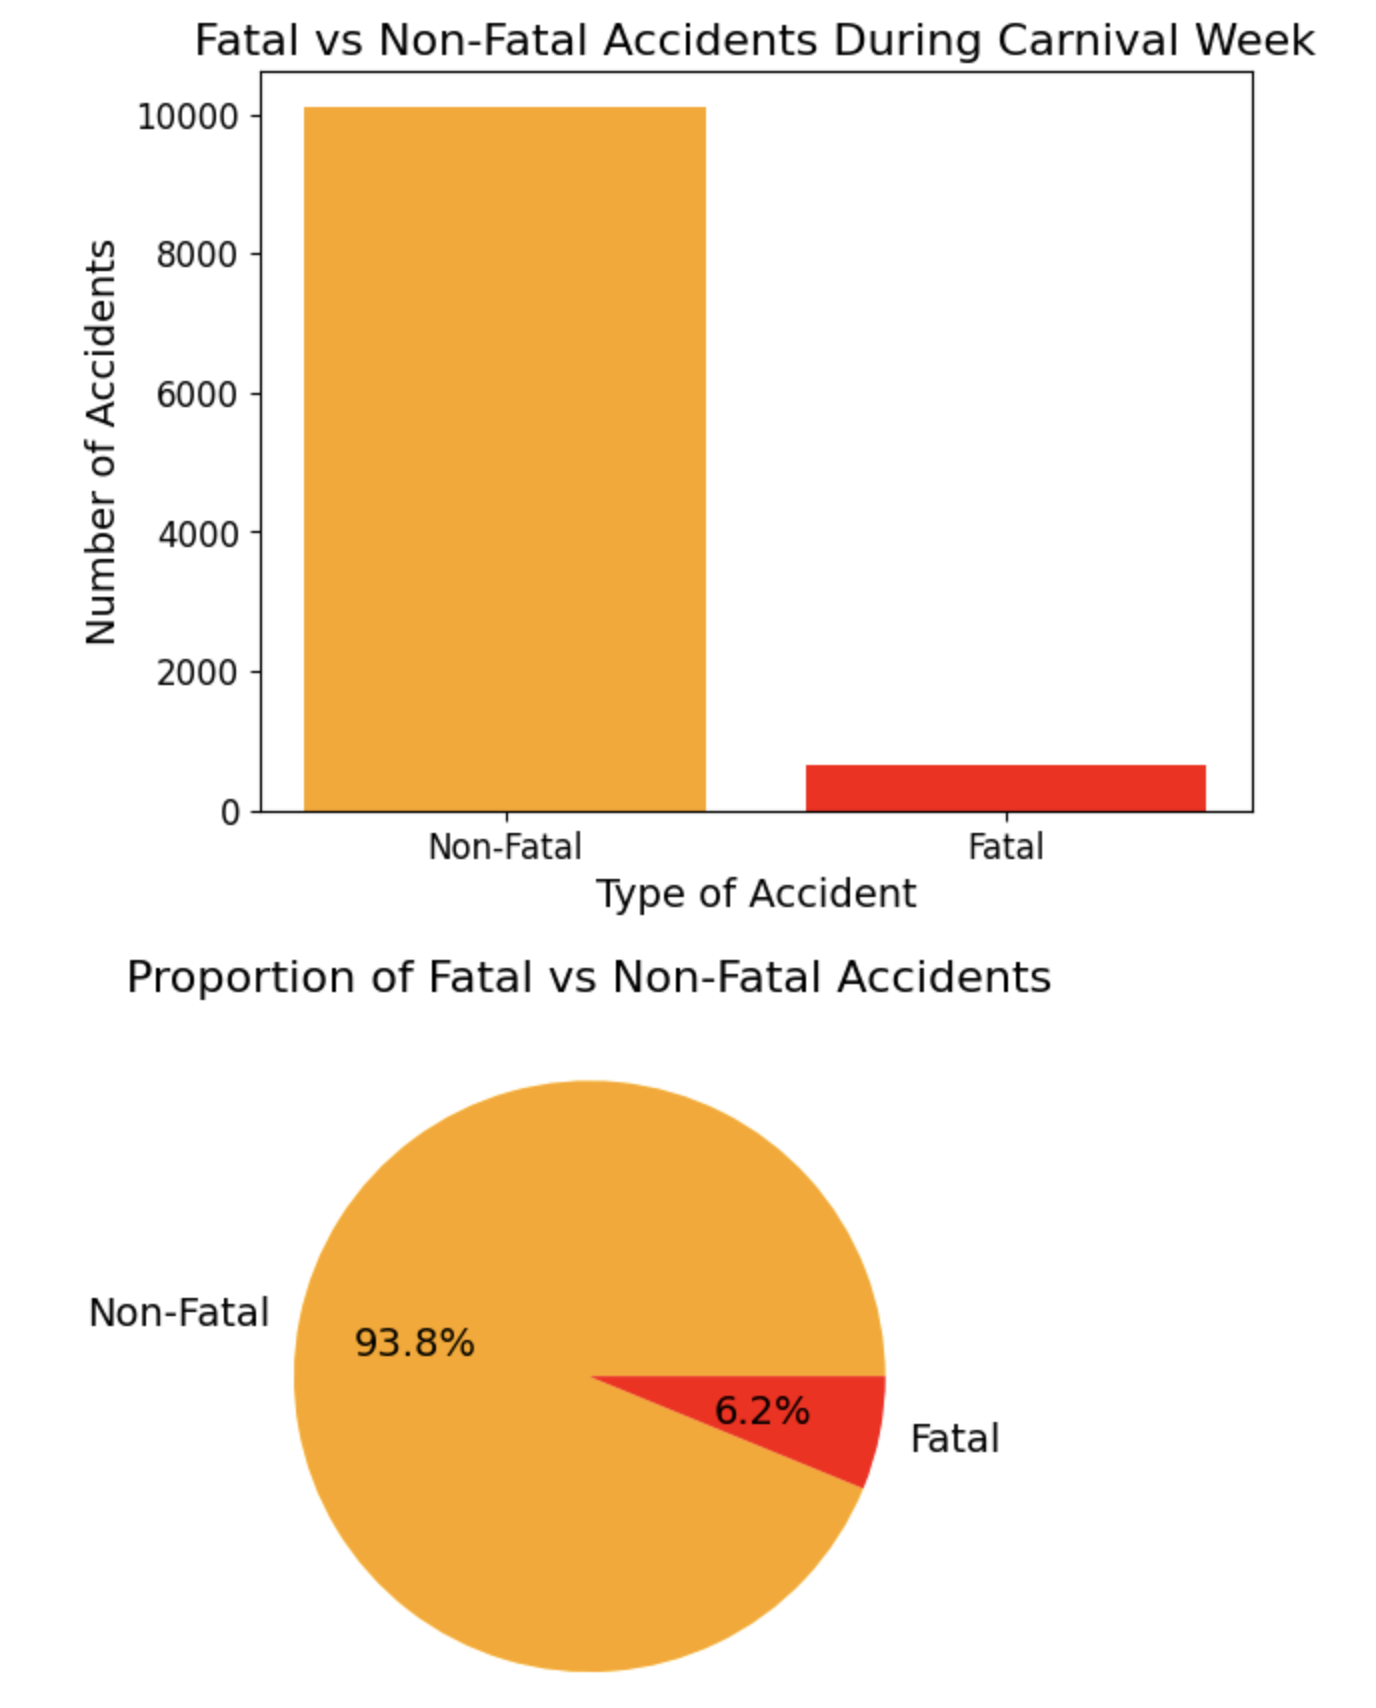 Fatal vs Non-Fatal Accidents During Carnival Week
10000
8000
6000
4000
2000
0
Number of Accidents
Non-Fatal
Fatal
Type of Accident
Proportion of Fatal vs Non-Fatal Accidents
Non-Fatal
93.8%
6.2%
Fatal